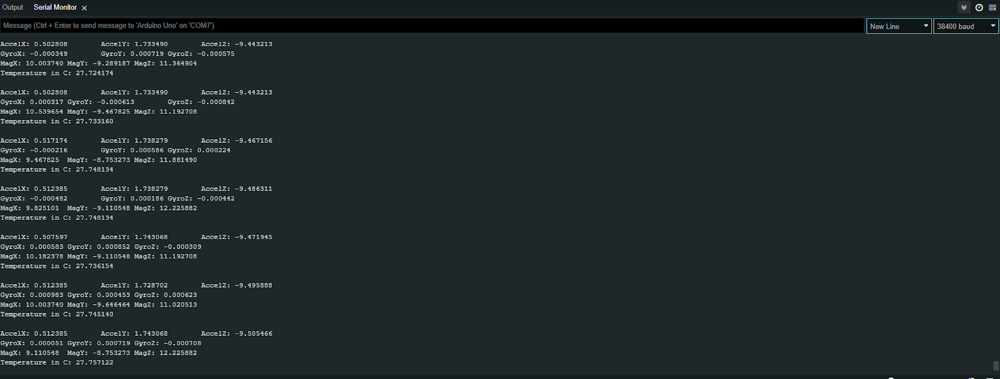 Output Serial Monitor
Message (Ctrl + Enter to send message to 'Arduino Uno' on 'COM7') New Line 38400 baud
AccelX: 0.502808 AccelY: 1.733490 AccelZ: -9.443213
GyroX: -0.000349 GyroY: 0.000719 GyroZ: -0.000575
MagX: 10.003740 MagY: -9.289187 MagZ: 11.364904
Temperature in C: 27.724174
AccelX: 0.502808 AccelY: 1.733490 AccelZ: -9.443213
GyroX: 0.000317 GyroY: -0.000613 GyroZ: -0.000842
MagX: 10.539654 MagY: -9.467825 MagZ: 11.192708
Temperature in C: 27.733160
AccelX: 0.517174 AccelY: 1.738279 AccelZ: -9.467156
GyroX: -0.000216 GyroY: 0.000586 GyroZ: 0.000224
MagX: 9.467825 MagY: -8.753273 MagZ: 11.881490
Temperature in C: 27.748134
AccelX: 0.512385 AccelY: 1.738279 AccelZ: -9.486311
GyroX: -0.000482 GyroY: 0.000186 GyroZ: -0.000442
MagX: 9.825101 MagY: -9.110548 MagZ: 12.225882
Temperature in C: 27.748134
AccelX: 0.507597 AccelY: 1.743068 AccelZ: -9.471945
GyroX: 0.000583 GyroY: 0.000852 GyroZ: -0.000309
MagX: 10.182378 MagY: -9.110548 MagZ: 11.192708
Temperature in C: 27.736154
AccelX: 0.512385 AccelY: 1.728702 AccelZ: -9.495888
GyroX: 0.000983 GyroY: 0.000453 GyroZ: 0.000623
MagX: 10.003740 MagY: -9.646464 MagZ: 11.020513
Temperature in C: 27.745140
AccelX: 0.512385 AccelY: 1.743068 AccelZ: -9.505466
GyroX: 0.000051 GyroY: 0.000719 GyroZ: -0.000708
MagX: 9.110548 MagY: -8.753273 MagZ: 12.225882
Temperature in C: 27.757122